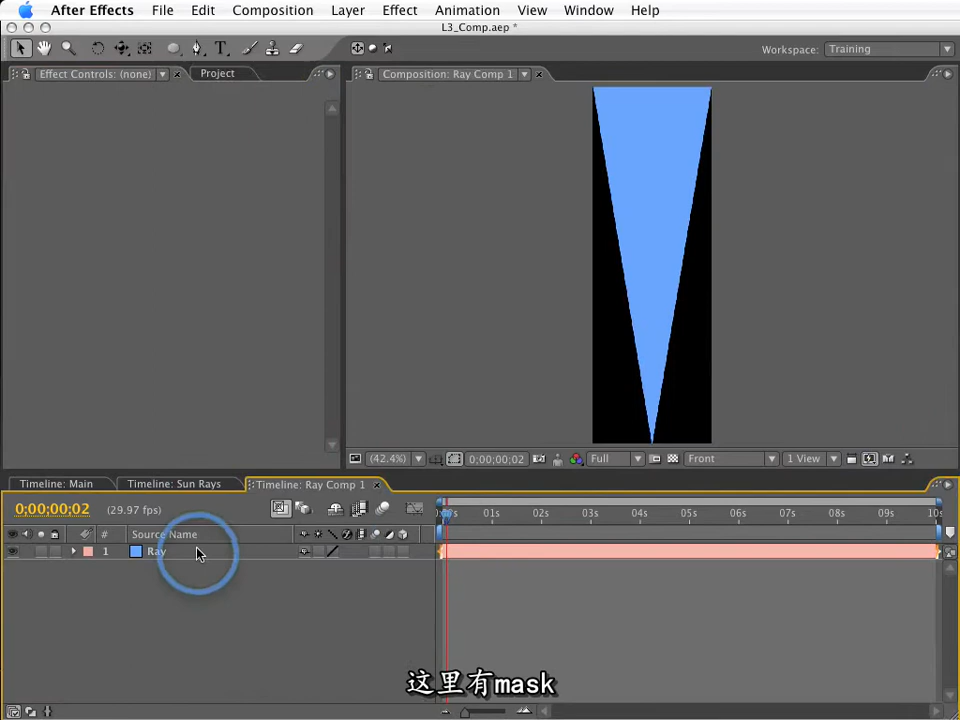 After Effects File Edit Composition Layer Effect Animation View Window Help
L3_Comp.aep *
Workspace: Training
Effect Controls: (none) Project Composition: Ray Comp 1
(42.4%) 0;00;00;02 Full Front 1 View
Timeline: Main Timeline: Sun Rays Timeline: Ray Comp 1
0;00;00;02 (29.97 fps) 0s 01s 02s 03s 04s 05s 06s 07s 08s 09s 10s
# Source Name
1 Ray
这里有mask